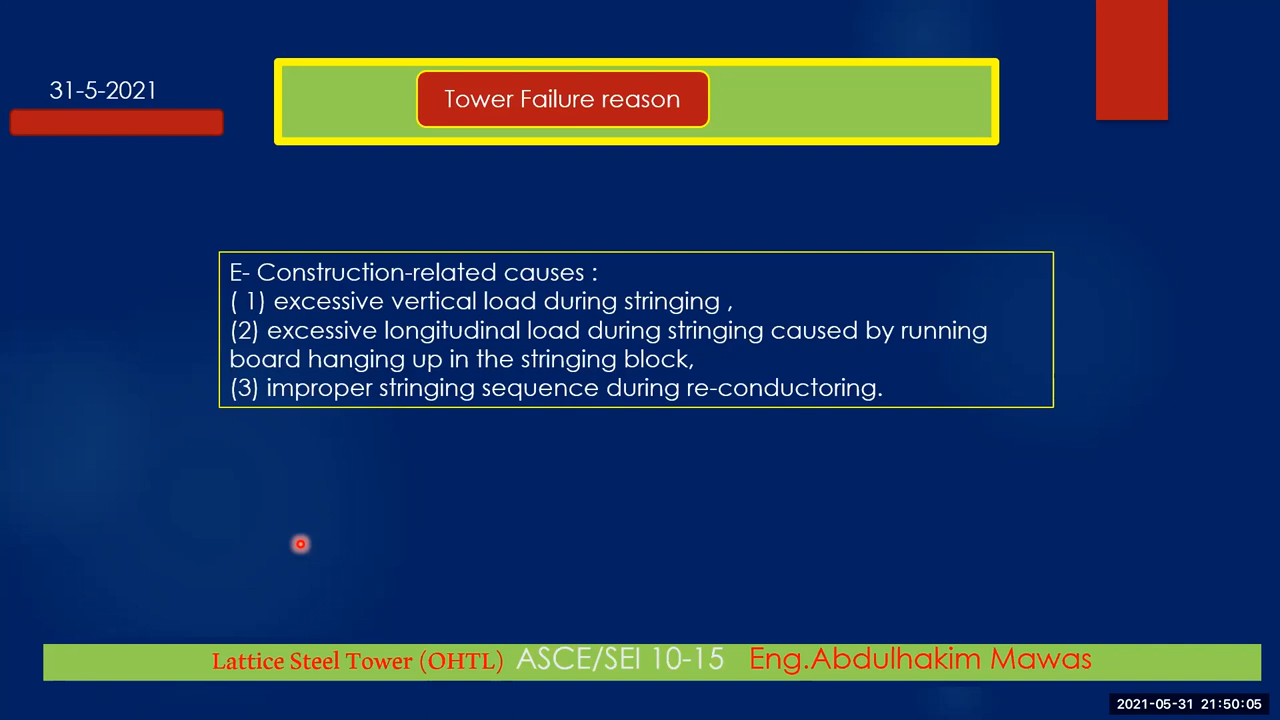 31-5-2021
Tower Failure reason
E- Construction-related causes :
( 1) excessive vertical load during stringing ,
(2) excessive longitudinal load during stringing caused by running
board hanging up in the stringing block,
(3) improper stringing sequence during re-conductoring.
Lattice Steel Tower (OHTL) ASCE/SEI 10-15 Eng.Abdulhakim Mawas
2021-05-31 21:50:05